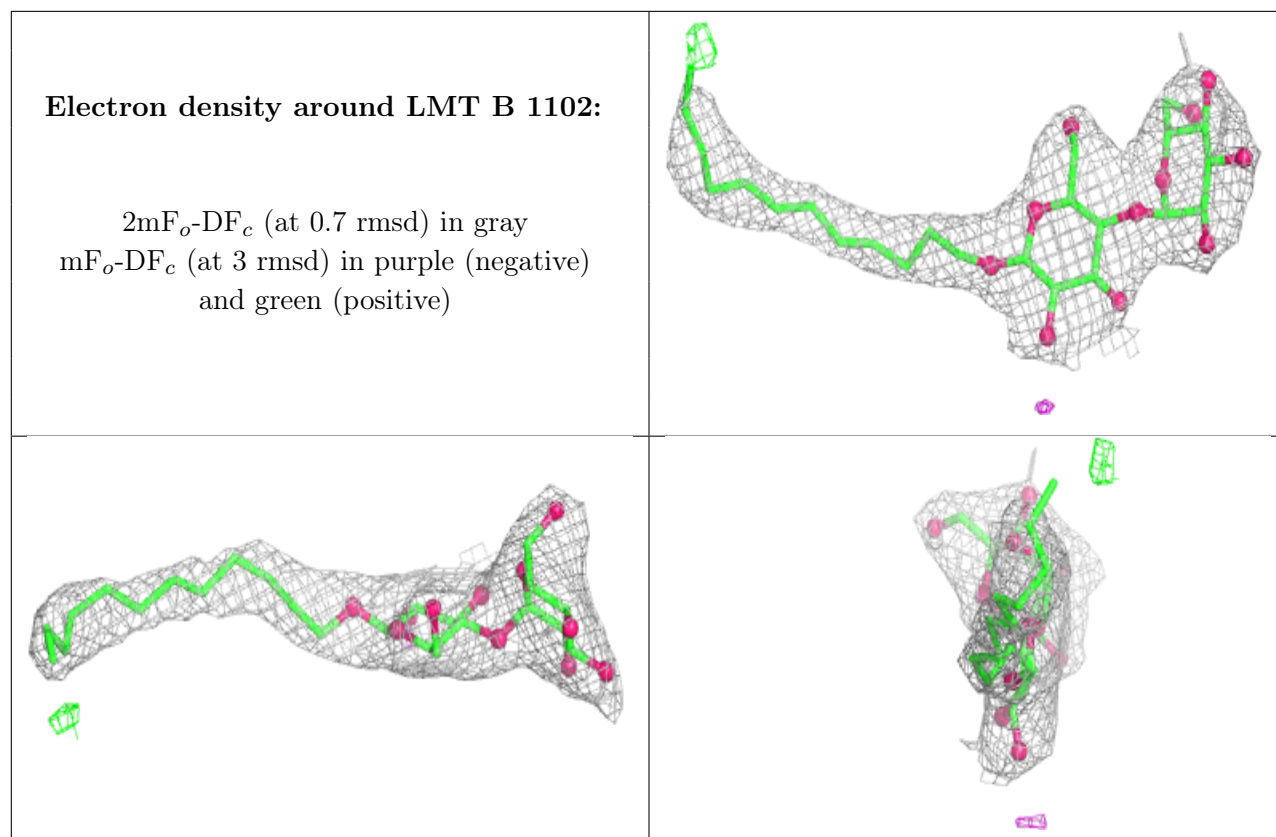 Electron density around LMT B 1102:
2mFo-DFc (at 0.7 rmsd) in gray
mFo-DFc (at 3 rmsd) in purple (negative)
and green (positive)